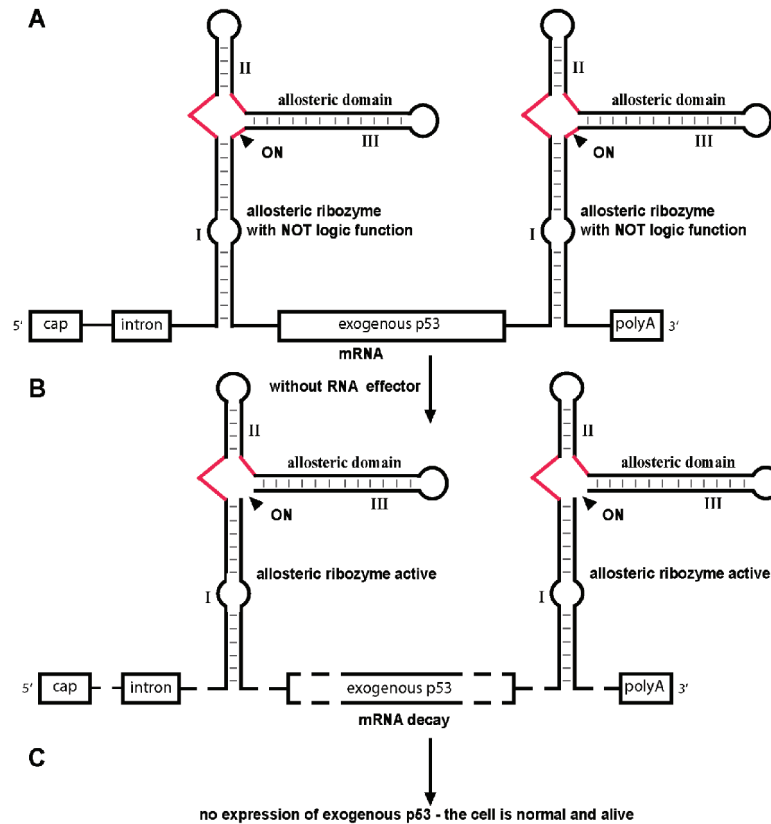 A
II
II
allosteric domain
allosteric domain
III
III
ON
ON
I
allosteric ribozyme
with NOT logic function
I
allosteric ribozyme
with NOT logic function
5′
cap
intron
exogenous p53
polyA
3′
mRNA
without RNA effector
B
II
II
allosteric domain
allosteric domain
III
III
ON
ON
allosteric ribozyme active
allosteric ribozyme active
I
I
5′
cap
intron
exogenous p53
polyA
3′
mRNA decay
C
no expression of exogenous p53 - the cell is normal and alive